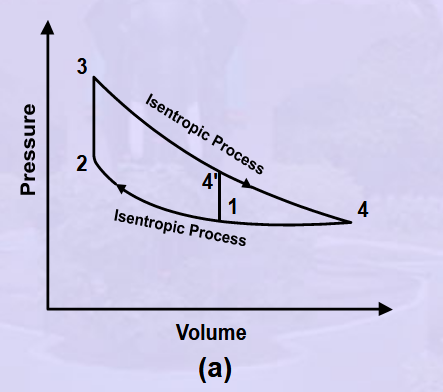 3
Isentropic Process
Pressure
2
4'
1
4
Isentropic Process
Volume
(a)